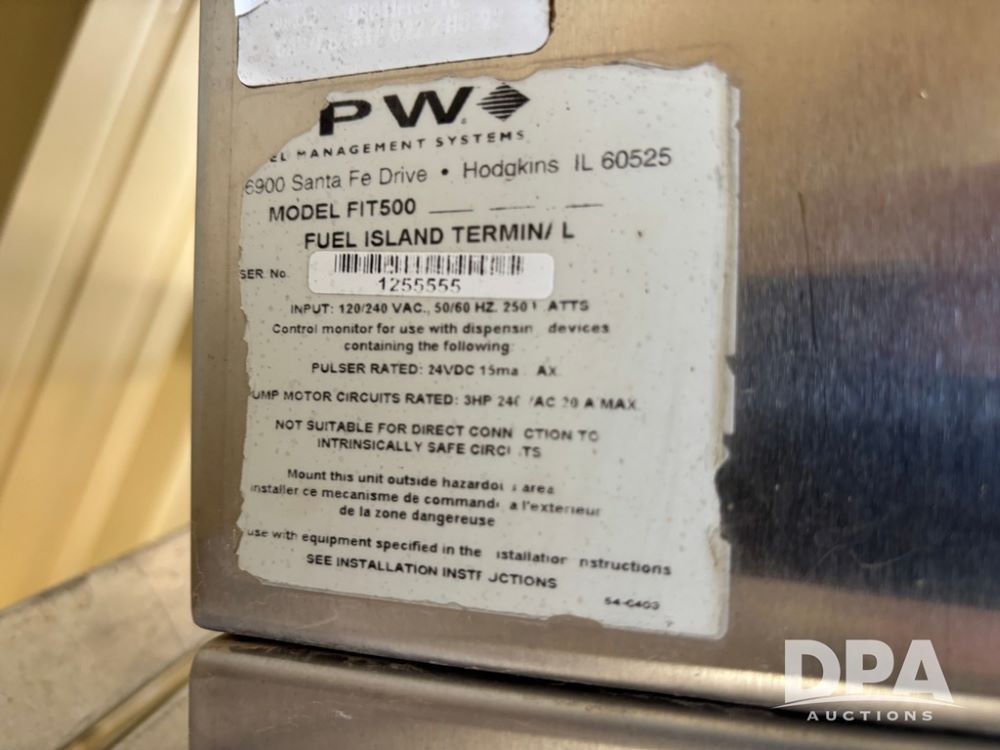 PW
EL MANAGEMENT SYSTEMS
6900 Santa Fe Drive • Hodgkins IL 60525
MODEL FIT500
FUEL ISLAND TERMIN L
SER No.
1255555
INPUT: 120/240 VAC., 50/60 HZ. 250 ATTS
Control monitor for use with dispensin devices
containing the following:
PULSER RATED: 24VDC 15ma AX
UMP MOTOR CIRCUITS RATED: 3HP 24 AC 20 A MAX
NOT SUITABLE FOR DIRECT CONN CTION TO
INTRINSICALLY SAFE CIRC TS
Mount this unit outside hazardo s area
installer ce mecanisme de command a l'exterieur
de la zone dangereuse
use with equipment specified in the nstallation nstructions
SEE INSTALLATION INST UCTIONS
54-0403
DPA
AUCTIONS